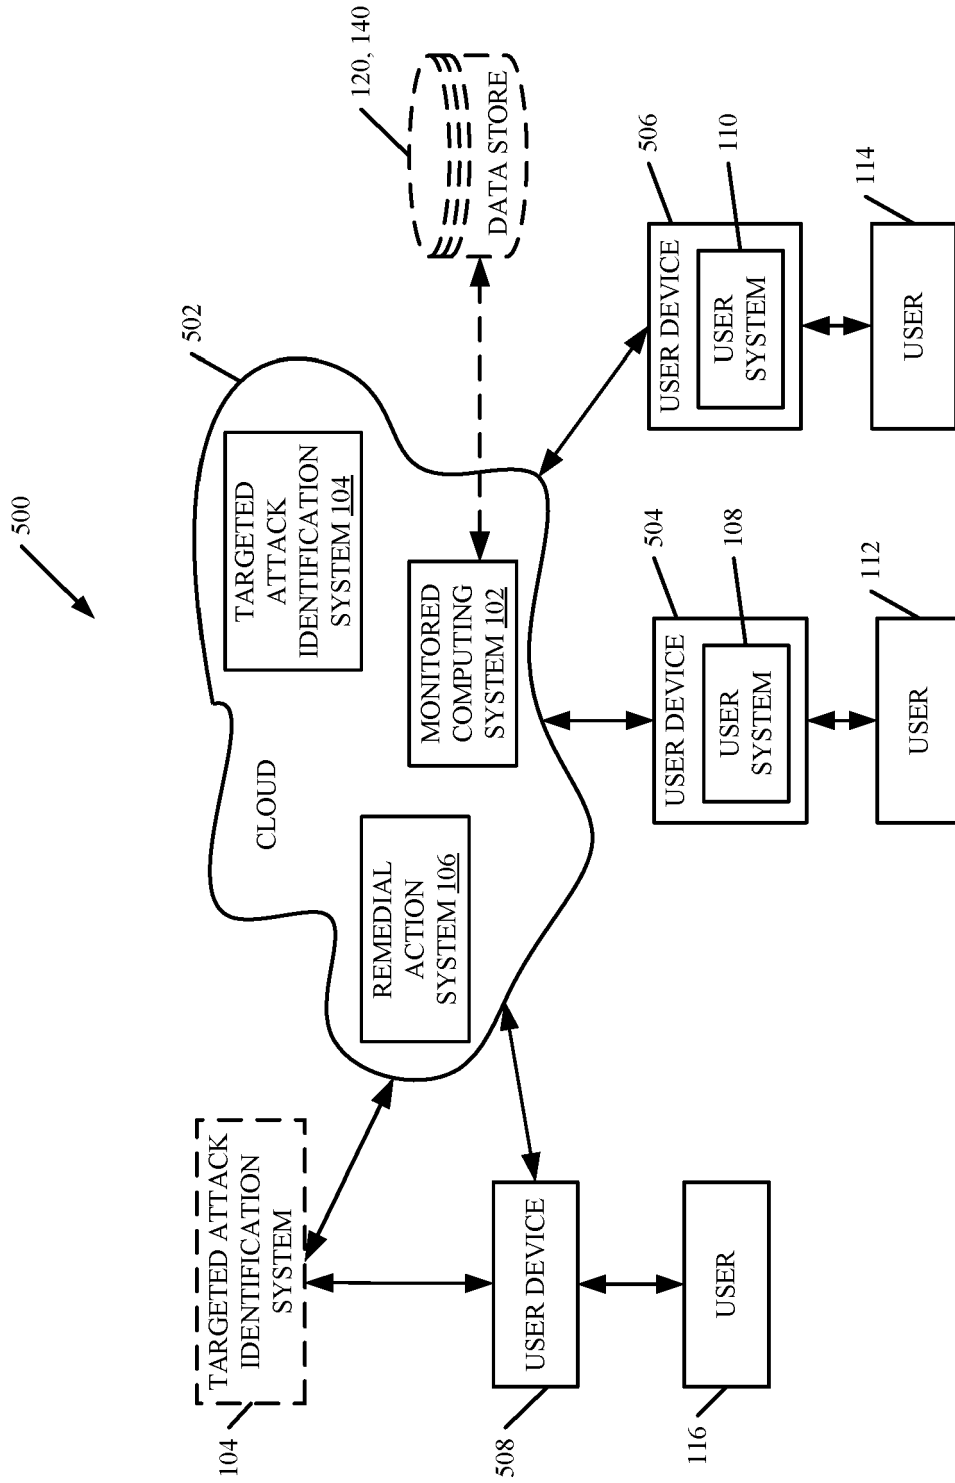 500
502
CLOUD
TARGETED
ATTACK
IDENTIFICATION
SYSTEM 104
REMEDIAL
ACTION
SYSTEM 106
MONITORED
COMPUTING
SYSTEM 102
120, 140
DATA STORE
TARGETED ATTACK
IDENTIFICATION
SYSTEM
104
USER DEVICE
508
USER
116
USER DEVICE
504
USER
SYSTEM
108
USER
112
USER DEVICE
506
USER
SYSTEM
110
USER
114